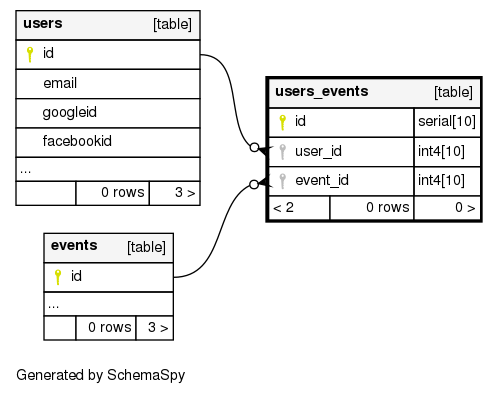 users [table]
id
email
googleid
facebookid
...
0 rows 3 >
users_events [table]
id serial[10]
user_id int4[10]
event_id int4[10]
< 2 0 rows 0 >
events [table]
id
...
0 rows 3 >
Generated by SchemaSpy